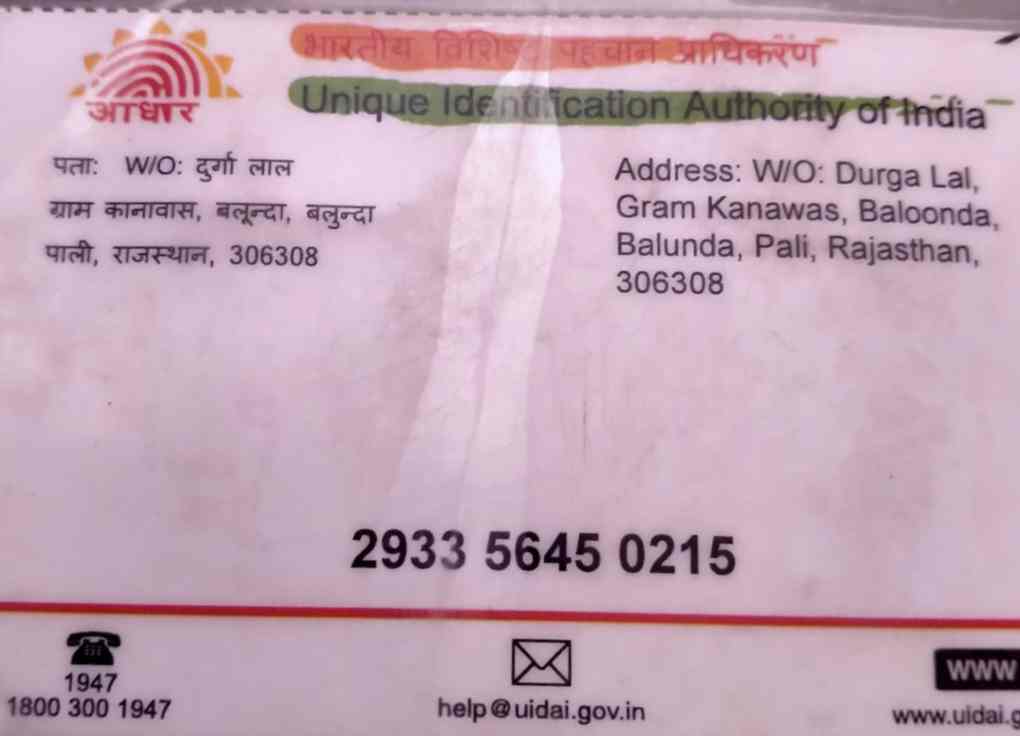 भारतीय विशिष्ट पहचान प्राधिकरण
आधार
Unique Identification Authority of India
पता: W/O: दुर्गा लाल
ग्राम कानावास, बलून्दा, बलुन्दा
पाली, राजस्थान, 306308
Address: W/O: Durga Lal,
Gram Kanawas, Baloonda,
Balunda, Pali, Rajasthan,
306308
2933 5645 0215
1947
1800 300 1947
help@uidai.gov.in
WWW
www.uidai.g